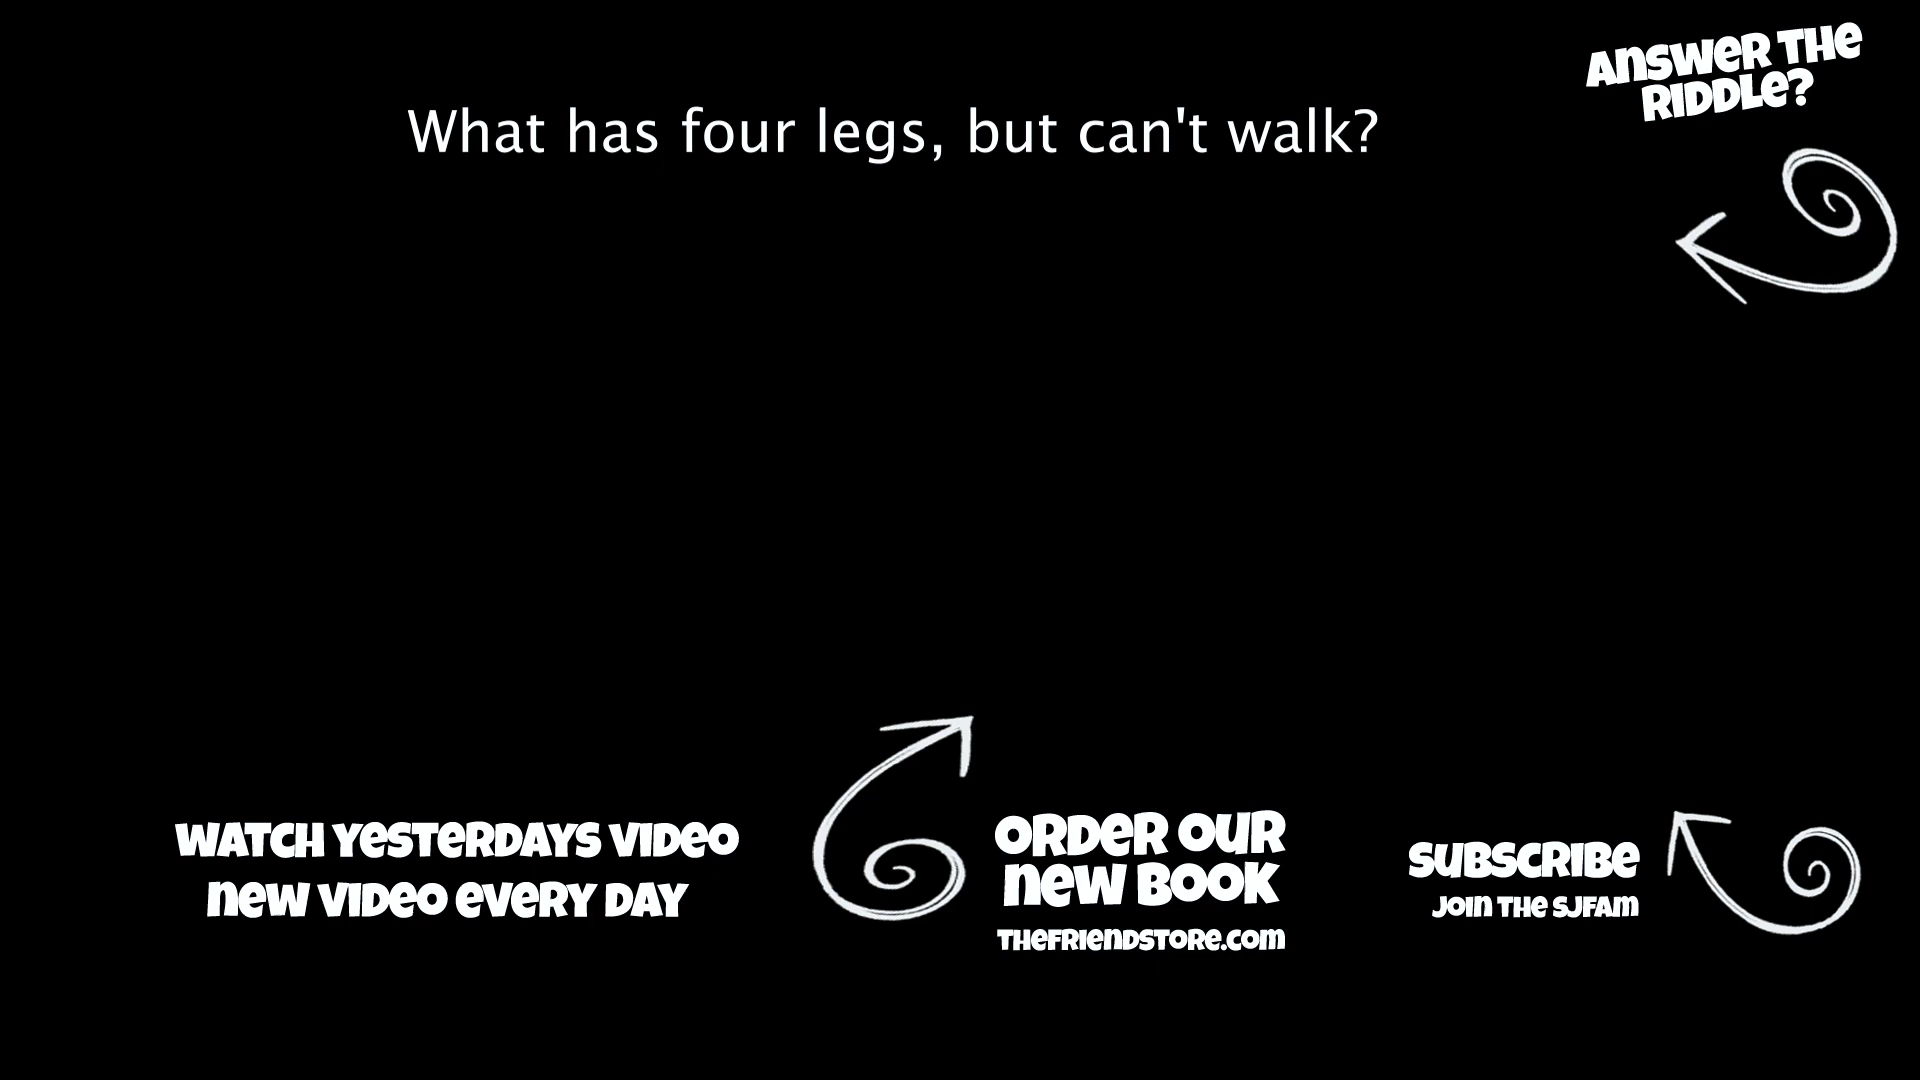 ANSWER THE
RIDDLE?
What has four legs, but can't walk?
WATCH YESTERDAYS VIDEO
NEW VIDEO EVERY DAY
ORDER OUR
NEW BOOK
THEFRIENDSTORE.COM
SUBSCRIBE
JOIN THE SJFAM